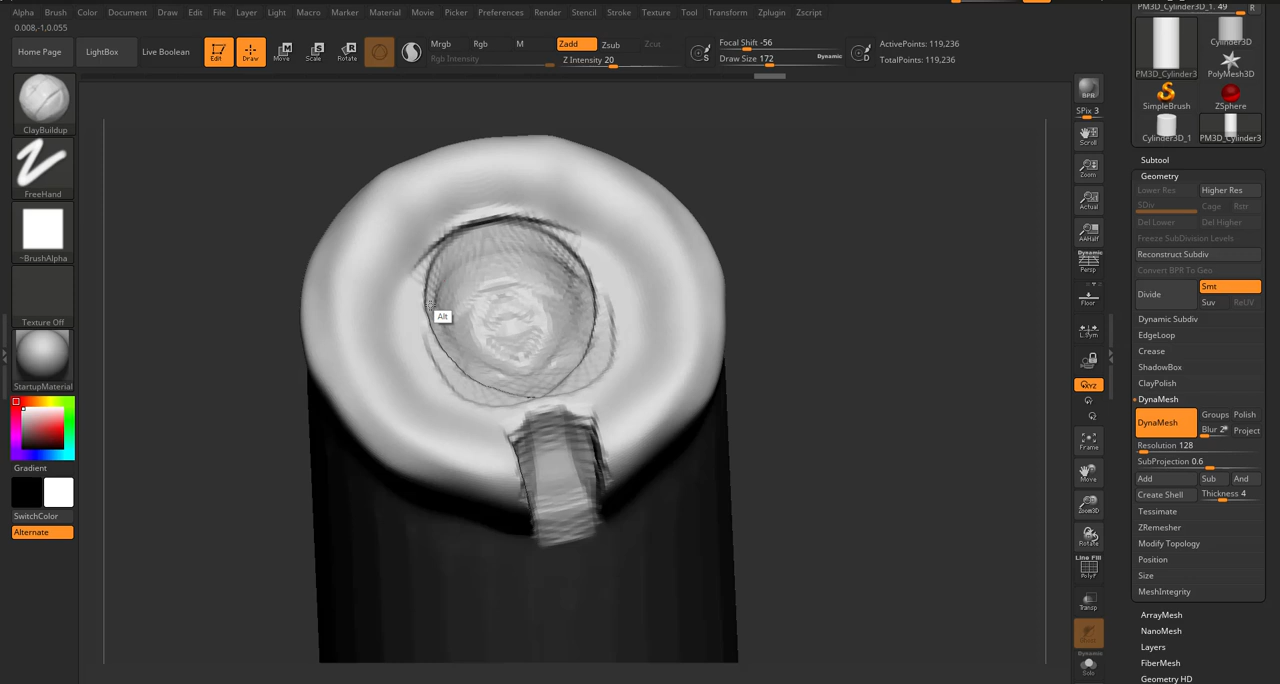 Alpha Brush Color Document Draw Edit File Layer Light Macro Marker Material Movie Picker Preferences Render Stencil Stroke Texture Tool Transform Zplugin Zscript
0.008,-1,0.055
Home Page LightBox Live Boolean Edit Draw Move Scale Rotate
Mrgb Rgb M
Rgb Intensity
Zadd Zsub Zcut
Z Intensity 20
S
Focal Shift -56
Draw Size 172 Dynamic
D
ActivePoints: 119,236
TotalPoints: 119,236
ClayBuildup
FreeHand
~BrushAlpha
Texture Off
StartupMaterial
Gradient
SwitchColor
Alternate
Alt
BPR
SPix 3
Scroll
Zoom
Actual
AAHalf
Dynamic
Persp
Floor
L.Sym
XYZ
Frame
Move
Zoom3D
Rotate
Line Fill
PolyF
Transp
Dynamic
Solo
PM3D_Cylinder3D_1. 49 R
PM3D_Cylinder3
Cylinder3D
PolyMesh3D
SimpleBrush
ZSphere
Cylinder3D_1
PM3D_Cylinder3
Subtool
Geometry
Lower Res Higher Res
SDiv Cage Rstr
Del Lower Del Higher
Freeze SubDivision Levels
Reconstruct Subdiv
Convert BPR To Geo
Divide Smt
Suv ReUV
Dynamic Subdiv
EdgeLoop
Crease
ShadowBox
ClayPolish
DynaMesh
DynaMesh Groups Polish
Blur 2 Project
Resolution 128
SubProjection 0.6
Add Sub And
Create Shell Thickness 4
Tessimate
ZRemesher
Modify Topology
Position
Size
MeshIntegrity
ArrayMesh
NanoMesh
Layers
FiberMesh
Geometry HD